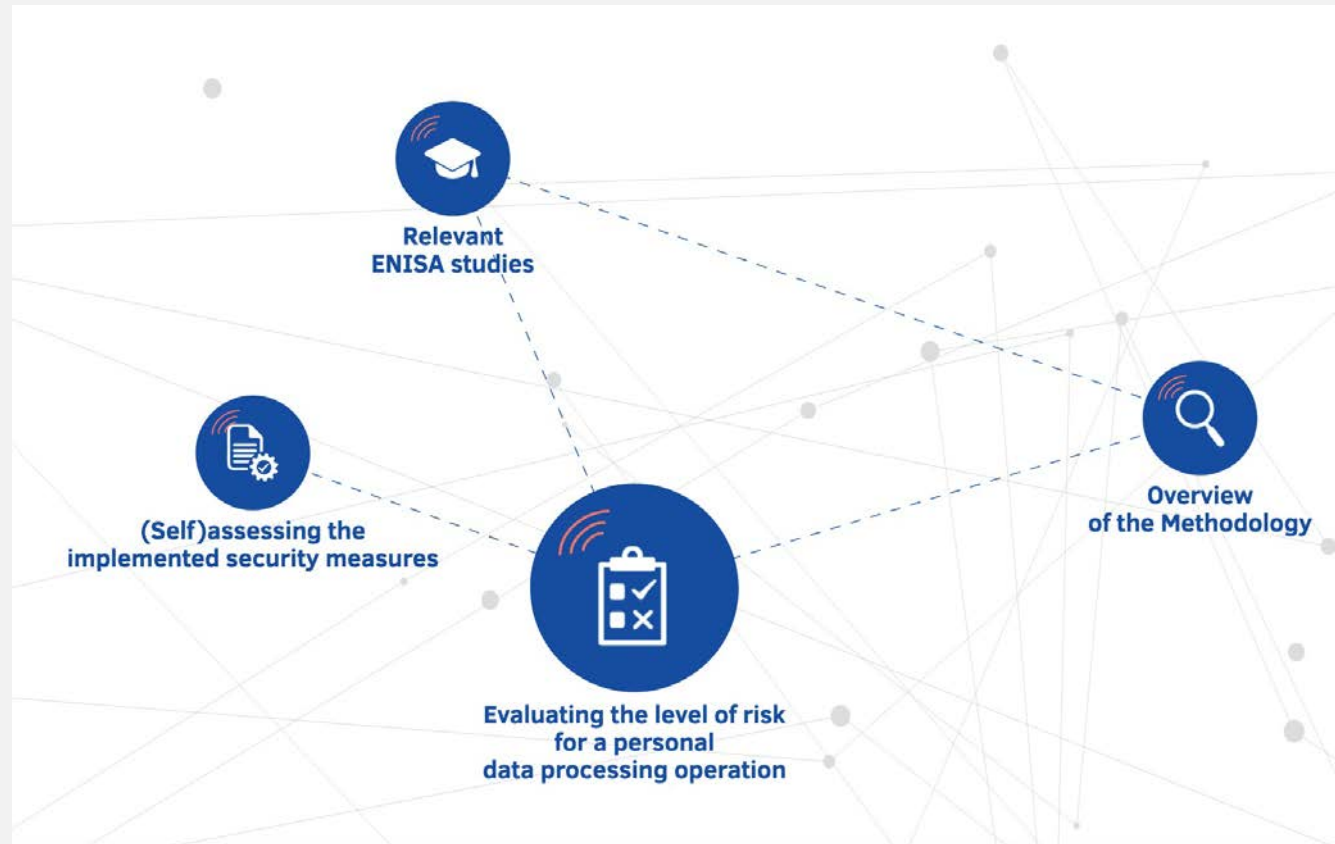 Relevant
ENISA studies
(Self)assessing the
implemented security measures
Overview
of the Methodology
Evaluating the level of risk
for a personal
data processing operation